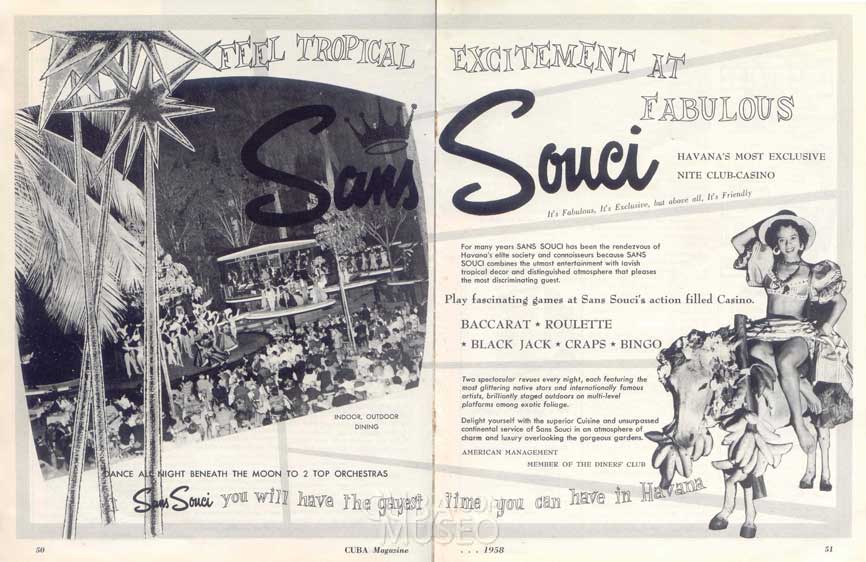 FEEL TROPICAL EXCITEMENT AT
FABULOUS
Sans Souci
HAVANA'S MOST EXCLUSIVE
NITE CLUB-CASINO
It's Fabulous, It's Exclusive, but above all, It's Friendly
For many years SANS SOUCI has been the rendezvous of
Havana's elite society and connoisseurs because SANS
SOUCI combines the utmost entertainment with lavish
tropical decor and distinguished atmosphere that pleases
the most discriminating guest.
Play fascinating games at Sans Souci's action filled Casino.
BACCARAT ★ ROULETTE
★ BLACK JACK ★ CRAPS ★ BINGO
Two spectacular revues every night, each featuring the
most glittering native stars and internationally famous
artists, brilliantly staged outdoors on multi-level
platforms among exotic foliage.
Delight yourself with the superior Cuisine and unsurpassed
continental service of Sans Souci in an atmosphere of
charm and luxury overlooking the gorgeous gardens.
AMERICAN MANAGEMENT
MEMBER OF THE DINERS' CLUB
INDOOR, OUTDOOR
DINING
DANCE ALL NIGHT BENEATH THE MOON TO 2 TOP ORCHESTRAS
Sans Souci you will have the gayest time you can have in Havana
MUSEO
50
CUBA Magazine
. . . 1958
51